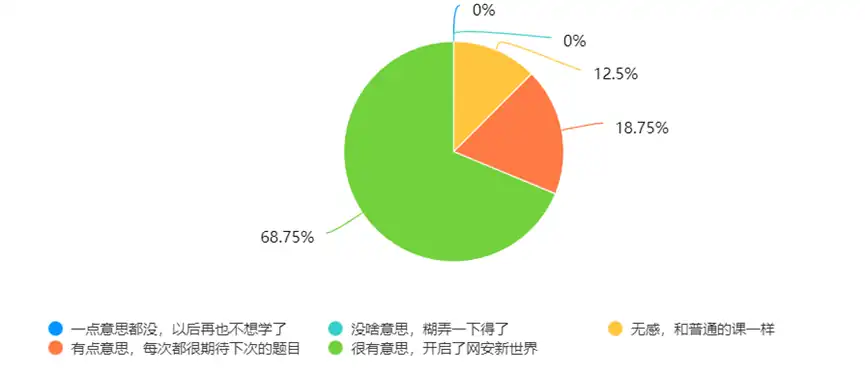 0%
0%
12.5%
18.75%
68.75%
一点意思都没，以后再也不想学了
没啥意思，糊弄一下得了
无感，和普通的课一样
有点意思，每次都很期待下次的题目
很有意思，开启了网安新世界